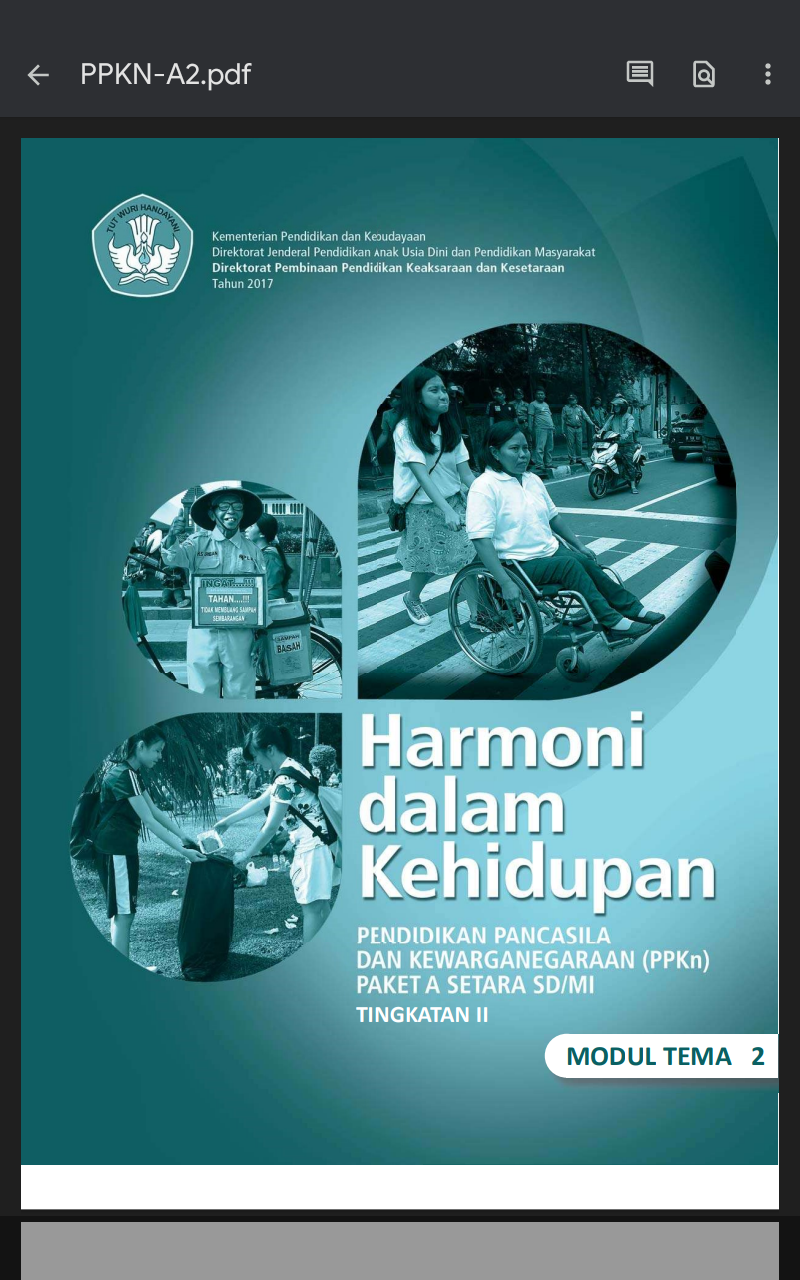 PPKN-A2.pdf
TUT WURI HANDAYANI
Kementerian Pendidikan dan Kebudayaan
Direktorat Jenderal Pendidikan Anak Usia Dini dan Pendidikan Masyarakat
Direktorat Pembinaan Pendidikan Keaksaraan dan Kesetaraan
Tahun 2017
INGAT....!!!
TAHAN....!!!
TIDAK MEMBUANG SAMPAH
SEMBARANGAN
SAMPAH
BASAH
Harmoni
dalam
Kehidupan
PENDIDIKAN PANCASILA
DAN KEWARGANEGARAAN (PPKn)
PAKET A SETARA SD/MI
TINGKATAN II
MODUL TEMA 2